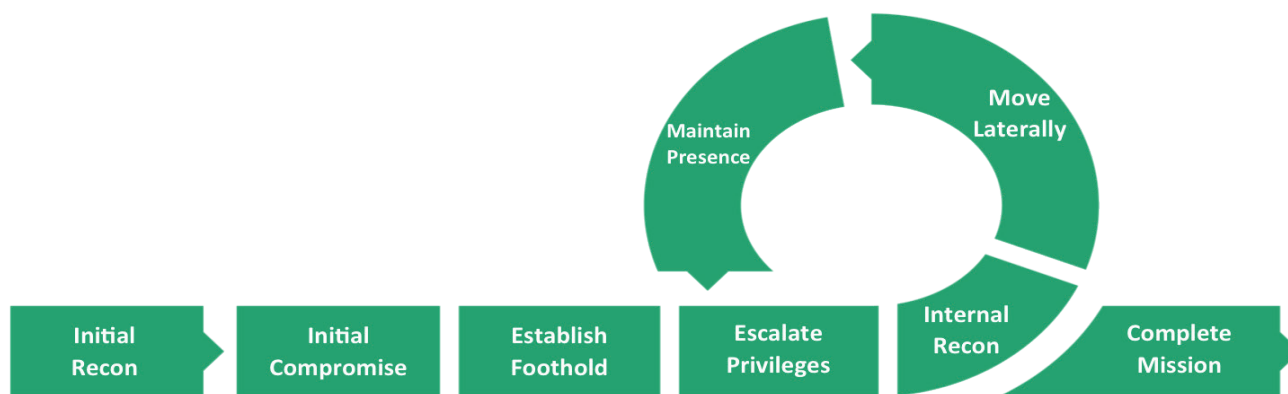 Move
Laterally
Maintain
Presence
Initial
Recon
Initial
Compromise
Establish
Foothold
Escalate
Privileges
Internal
Recon
Complete
Mission